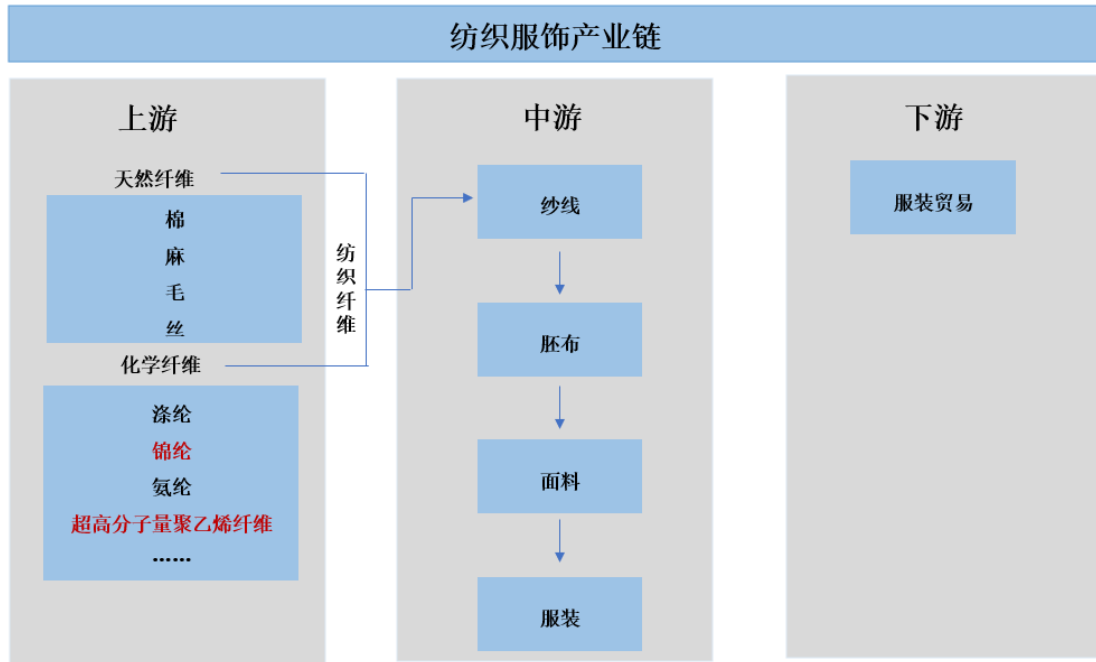 纺织服饰产业链
上游
天然纤维
棉
麻
毛
丝
化学纤维
涤纶
锦纶
氨纶
超高分子量聚乙烯纤维
……
纺织纤维
中游
纱线
胚布
面料
服装
下游
服装贸易